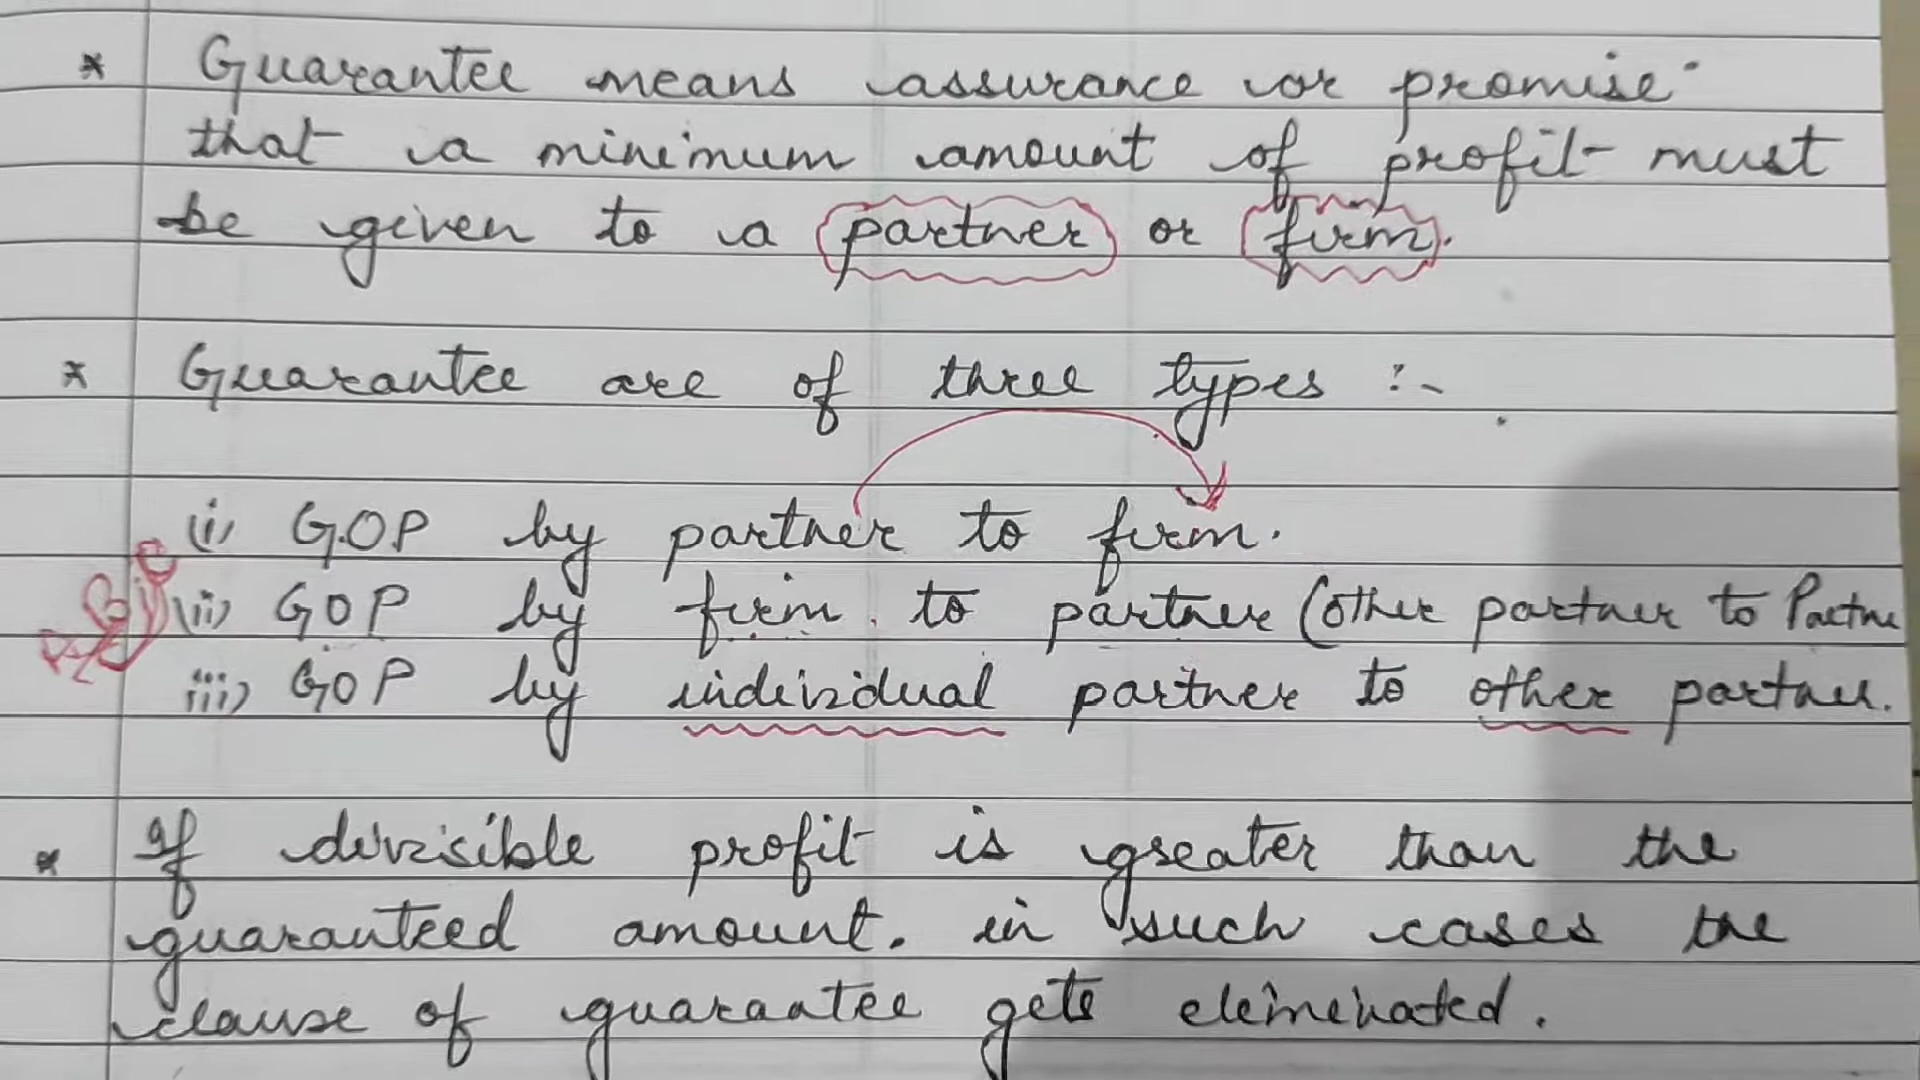 * Guarantee means assurance or promise
that a minimum amount of profit must
be given to a partner or firm.
* Guarantee are of three types :-
(i) G.O.P by partner to firm.
(ii) GOP by firm to partner (other partner to Partne
iii) GOP by individual partner to other partner.
* If divisible profit is greater than the
guaranteed amount. in such cases the
clause of guarantee gets eleminated.